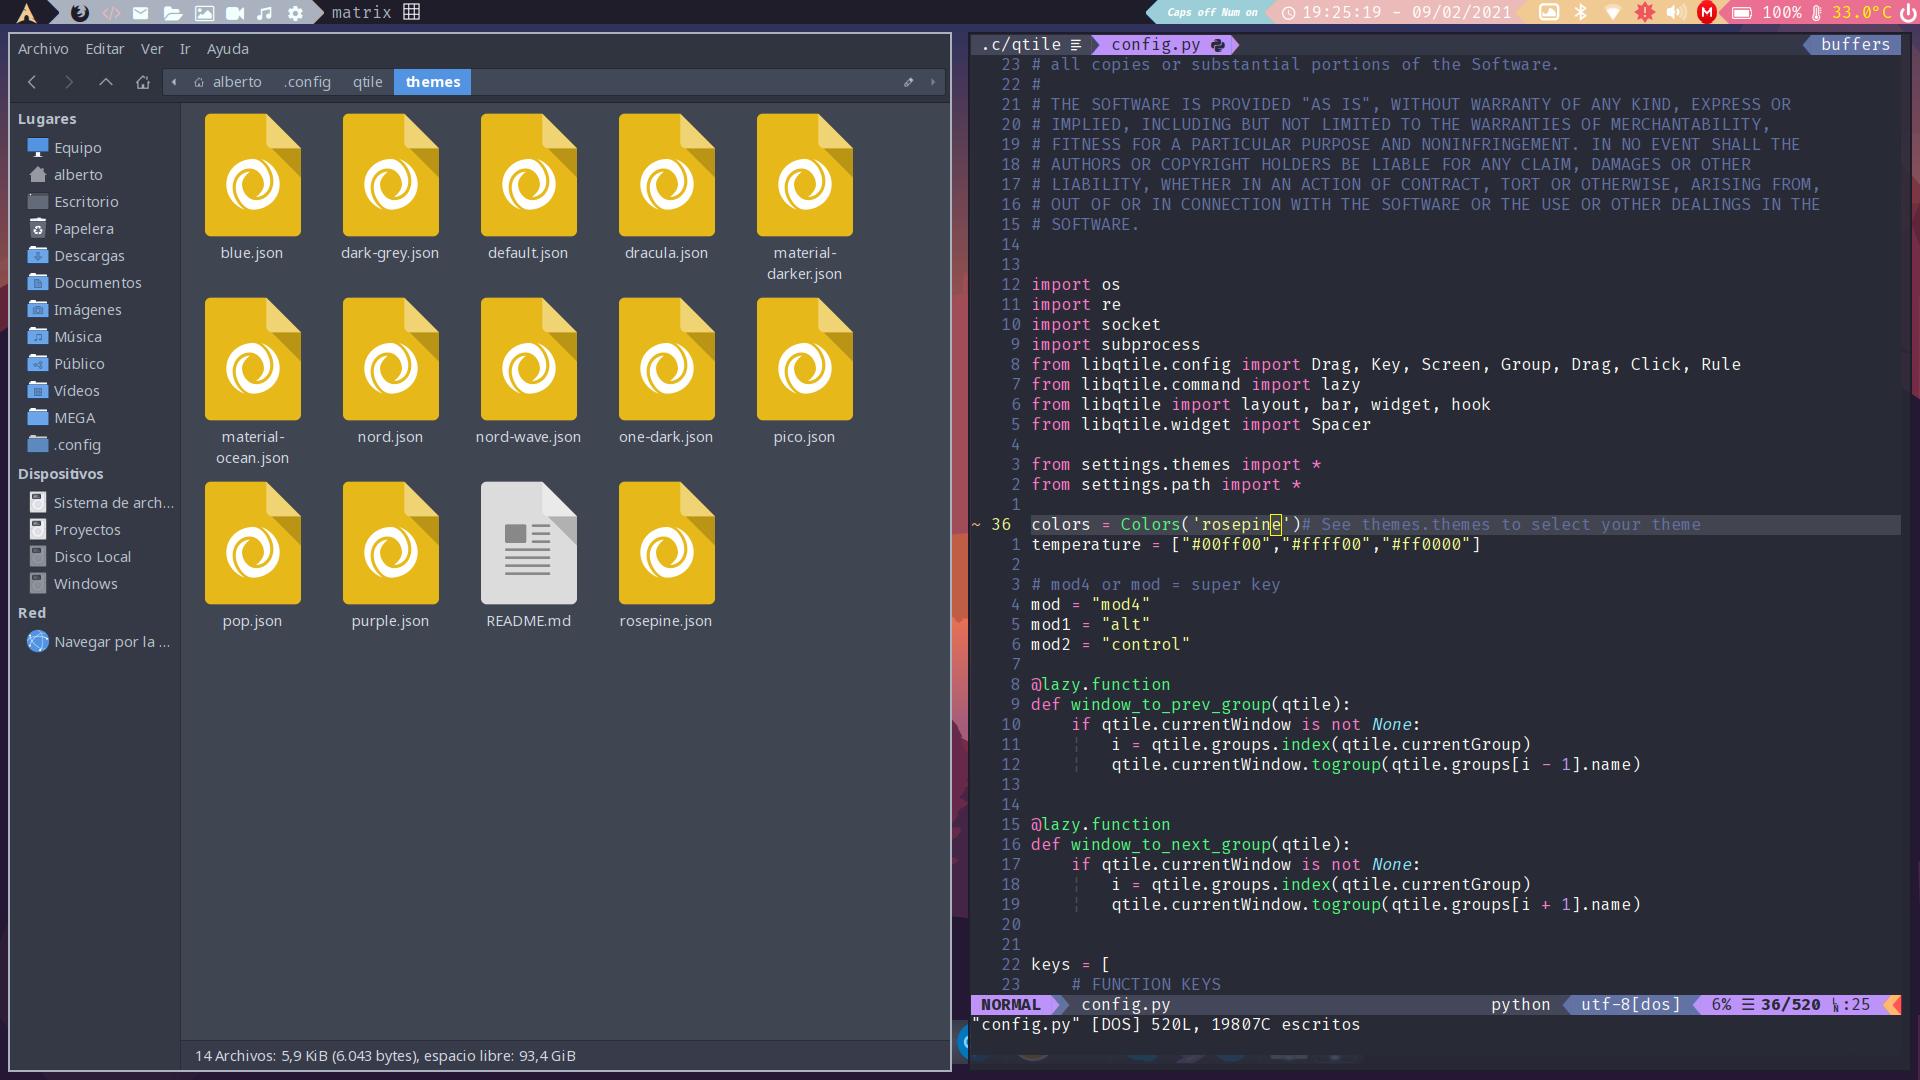 matrix
Caps off Num on
19:25:19 - 09/02/2021
M
100%
33.0°C
Archivo Editar Ver Ir Ayuda
alberto .config qtile themes
Lugares
Equipo
alberto
Escritorio
Papelera
Descargas
Documentos
Imágenes
Música
Público
Vídeos
MEGA
.config
Dispositivos
Sistema de arch...
Proyectos
Disco Local
Windows
Red
Navegar por la ...
blue.json dark-grey.json default.json dracula.json material-
darker.json
material-
ocean.json nord.json nord-wave.json one-dark.json pico.json
pop.json purple.json README.md rosepine.json
14 Archivos: 5,9 KiB (6.043 bytes), espacio libre: 93,4 GiB
.c/qtile config.py buffers
23 # all copies or substantial portions of the Software.
22 #
21 # THE SOFTWARE IS PROVIDED "AS IS", WITHOUT WARRANTY OF ANY KIND, EXPRESS OR
20 # IMPLIED, INCLUDING BUT NOT LIMITED TO THE WARRANTIES OF MERCHANTABILITY,
19 # FITNESS FOR A PARTICULAR PURPOSE AND NONINFRINGEMENT. IN NO EVENT SHALL THE
18 # AUTHORS OR COPYRIGHT HOLDERS BE LIABLE FOR ANY CLAIM, DAMAGES OR OTHER
17 # LIABILITY, WHETHER IN AN ACTION OF CONTRACT, TORT OR OTHERWISE, ARISING FROM,
16 # OUT OF OR IN CONNECTION WITH THE SOFTWARE OR THE USE OR OTHER DEALINGS IN THE
15 # SOFTWARE.
14
13
12 import os
11 import re
10 import socket
9 import subprocess
8 from libqtile.config import Drag, Key, Screen, Group, Drag, Click, Rule
7 from libqtile.command import lazy
6 from libqtile import layout, bar, widget, hook
5 from libqtile.widget import Spacer
4
3 from settings.themes import *
2 from settings.path import *
1
~ 36 colors = Colors('rosepine')# See themes.themes to select your theme
1 temperature = ["#00ff00","#ffff00","#ff0000"]
2
3 # mod4 or mod = super key
4 mod = "mod4"
5 mod1 = "alt"
6 mod2 = "control"
7
8 @lazy.function
9 def window_to_prev_group(qtile):
10 if qtile.currentWindow is not None:
11 i = qtile.groups.index(qtile.currentGroup)
12 qtile.currentWindow.togroup(qtile.groups[i - 1].name)
13
14
15 @lazy.function
16 def window_to_next_group(qtile):
17 if qtile.currentWindow is not None:
18 i = qtile.groups.index(qtile.currentGroup)
19 qtile.currentWindow.togroup(qtile.groups[i + 1].name)
20
21
22 keys = [
23 # FUNCTION KEYS
NORMAL config.py python utf-8[dos] 6% ☰ 36/520 :25
"config.py" [DOS] 520L, 19807C escritos